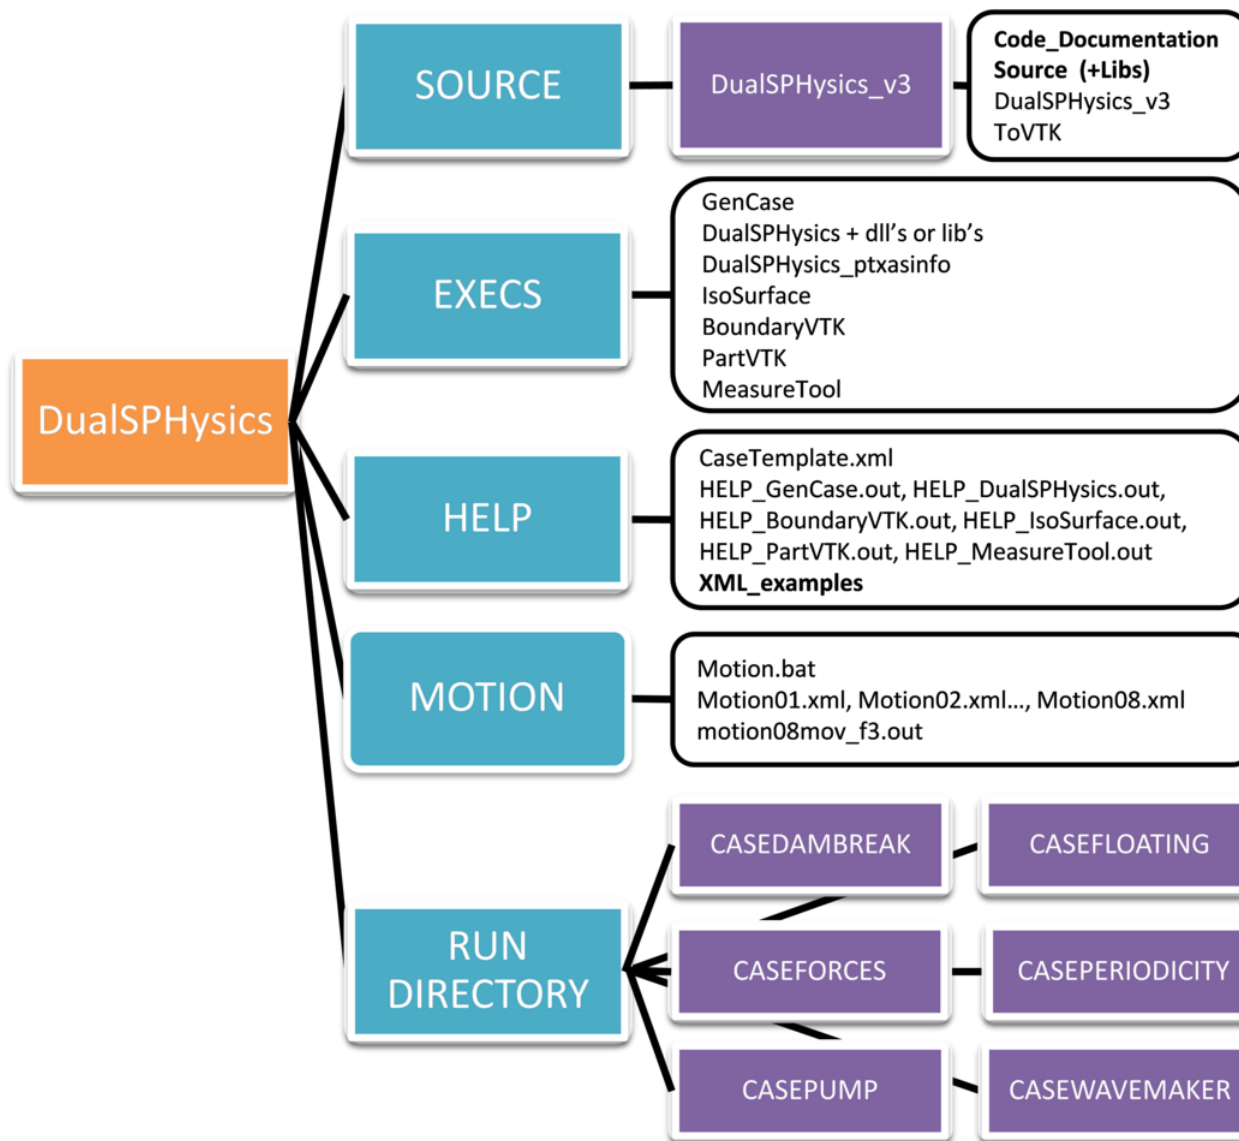 SOURCE
DualSPHysics_v3
Code_Documentation
Source (+Libs)
DualSPHysics_v3
ToVTK
EXECS
GenCase
DualSPHysics + dll’s or lib’s
DualSPHysics_ptxasinfo
IsoSurface
BoundaryVTK
PartVTK
MeasureTool
DualSPHysics
HELP
CaseTemplate.xml
HELP_GenCase.out, HELP_DualSPHysics.out,
HELP_BoundaryVTK.out, HELP_IsoSurface.out,
HELP_PartVTK.out, HELP_MeasureTool.out
XML_examples
MOTION
Motion.bat
Motion01.xml, Motion02.xml…, Motion08.xml
motion08mov_f3.out
RUN
DIRECTORY
CASEDAMBREAK
CASEFLOATING
CASEFORCES
CASEPERIODICITY
CASEPUMP
CASEWAVEMAKER